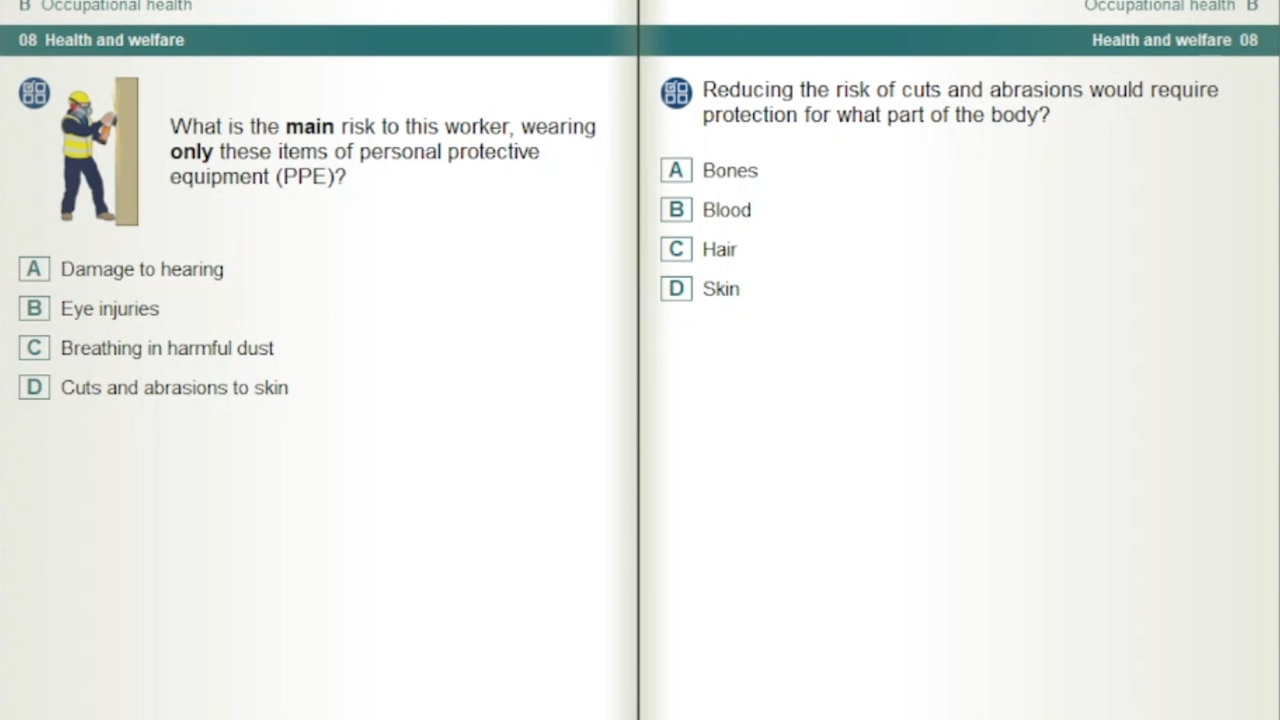 B Occupational health
08 Health and welfare
What is the main risk to this worker, wearing
only these items of personal protective
equipment (PPE)?
A Damage to hearing
B Eye injuries
C Breathing in harmful dust
D Cuts and abrasions to skin
Occupational health B
Health and welfare 08
Reducing the risk of cuts and abrasions would require
protection for what part of the body?
A Bones
B Blood
C Hair
D Skin